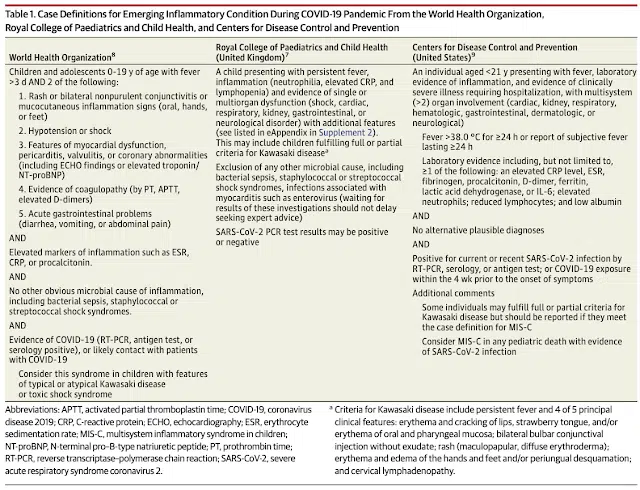 Table 1. Case Definitions for Emerging Inflammatory Condition During COVID-19 Pandemic From the World Health Organization,
Royal College of Paediatrics and Child Health, and Centers for Disease Control and Prevention
World Health Organization⁸
Children and adolescents 0-19 y of age with fever
>3 d AND 2 of the following:
1. Rash or bilateral nonpurulent conjunctivitis or
mucocutaneous inflammation signs (oral, hands,
or feet)
2. Hypotension or shock
3. Features of myocardial dysfunction,
pericarditis, valvulitis, or coronary abnormalities
(including ECHO findings or elevated troponin/
NT-proBNP)
4. Evidence of coagulopathy (by PT, APTT,
elevated D-dimers)
5. Acute gastrointestinal problems
(diarrhea, vomiting, or abdominal pain)
AND
Elevated markers of inflammation such as ESR,
CRP, or procalcitonin.
AND
No other obvious microbial cause of inflammation,
including bacterial sepsis, staphylococcal or
streptococcal shock syndromes.
AND
Evidence of COVID-19 (RT-PCR, antigen test, or
serology positive), or likely contact with patients
with COVID-19
Consider this syndrome in children with features
of typical or atypical Kawasaki disease
or toxic shock syndrome
Royal College of Paediatrics and Child Health
(United Kingdom)⁷
A child presenting with persistent fever,
inflammation (neutrophilia, elevated CRP, and
lymphopenia) and evidence of single or
multiorgan dysfunction (shock, cardiac,
respiratory, kidney, gastrointestinal, or
neurological disorder) with additional features
(see listed in eAppendix in Supplement 2).
This may include children fulfilling full or partial
criteria for Kawasaki diseaseᵃ
Exclusion of any other microbial cause, including
bacterial sepsis, staphylococcal or streptococcal
shock syndromes, infections associated with
myocarditis such as enterovirus (waiting for
results of these investigations should not delay
seeking expert advice)
SARS-CoV-2 PCR test results may be positive
or negative
Centers for Disease Control and Prevention
(United States)⁹
An individual aged <21 y presenting with fever, laboratory
evidence of inflammation, and evidence of clinically
severe illness requiring hospitalization, with multisystem
(>2) organ involvement (cardiac, kidney, respiratory,
hematologic, gastrointestinal, dermatologic, or
neurological)
Fever >38.0 °C for ≥24 h or report of subjective fever
lasting ≥24 h
Laboratory evidence including, but not limited to,
≥1 of the following: an elevated CRP level, ESR,
fibrinogen, procalcitonin, D-dimer, ferritin,
lactic acid dehydrogenase, or IL-6; elevated
neutrophils; reduced lymphocytes; and low albumin
AND
No alternative plausible diagnoses
AND
Positive for current or recent SARS-CoV-2 infection by
RT-PCR, serology, or antigen test; or COVID-19 exposure
within the 4 wk prior to the onset of symptoms
Additional comments
Some individuals may fulfill full or partial criteria for
Kawasaki disease but should be reported if they meet
the case definition for MIS-C
Consider MIS-C in any pediatric death with evidence
of SARS-CoV-2 infection
Abbreviations: APTT, activated partial thromboplastin time; COVID-19, coronavirus
disease 2019; CRP, C-reactive protein; ECHO, echocardiography; ESR, erythrocyte
sedimentation rate; MIS-C, multisystem inflammatory syndrome in children;
NT-proBNP, N-terminal pro–B-type natriuretic peptide; PT, prothrombin time;
RT-PCR, reverse transcriptase–polymerase chain reaction; SARS-CoV-2, severe
acute respiratory syndrome coronavirus 2.
ᵃ Criteria for Kawasaki disease include persistent fever and 4 of 5 principal
clinical features: erythema and cracking of lips, strawberry tongue, and/or
erythema of oral and pharyngeal mucosa; bilateral bulbar conjunctival
injection without exudate; rash (maculopapular, diffuse erythroderma);
erythema and edema of the hands and feet and/or periungual desquamation;
and cervical lymphadenopathy.